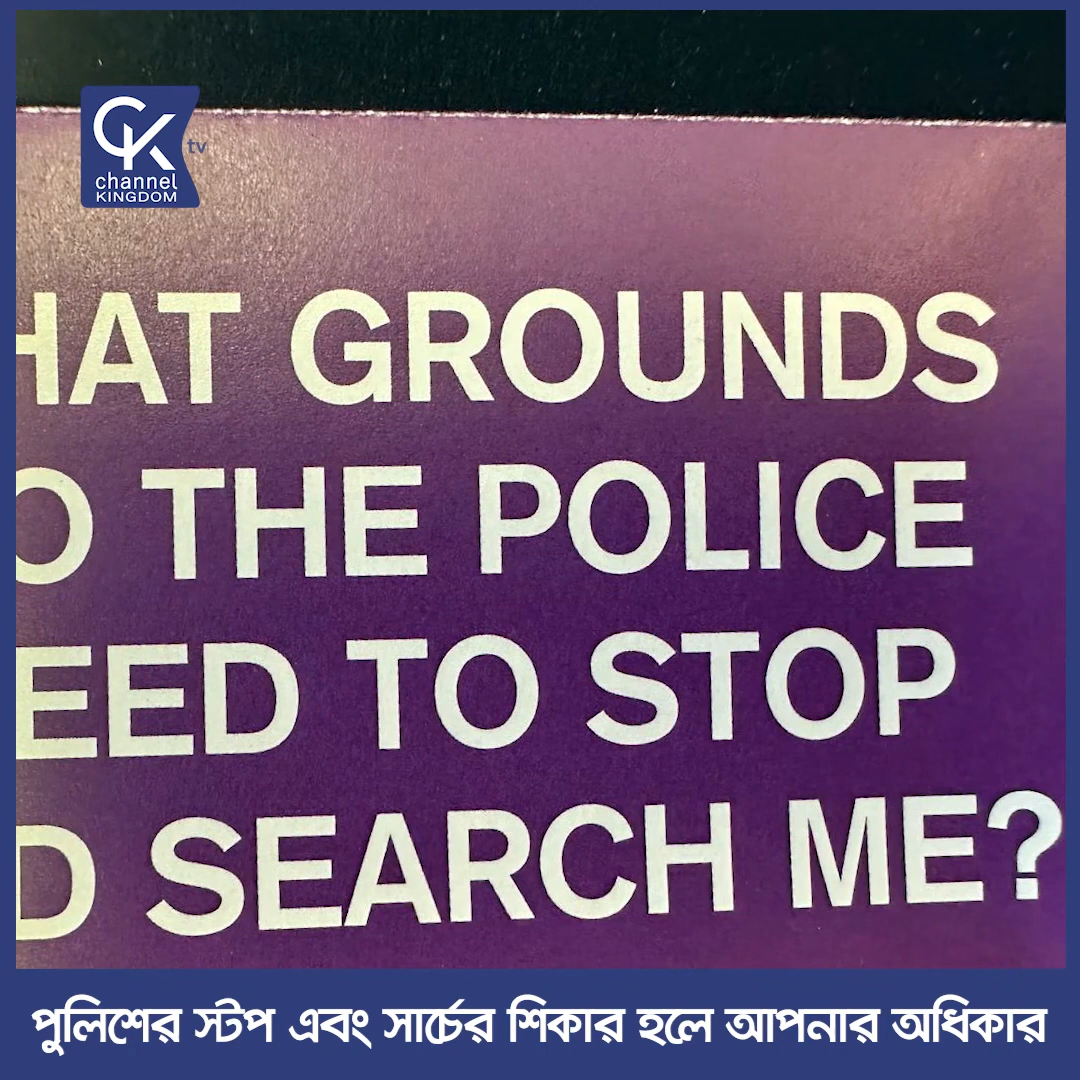 CK tv
channel
KINGDOM
HAT GROUNDS
O THE POLICE
EED TO STOP
D SEARCH ME?
পুলিশের স্টপ এবং সার্চের শিকার হলে আপনার অধিকার